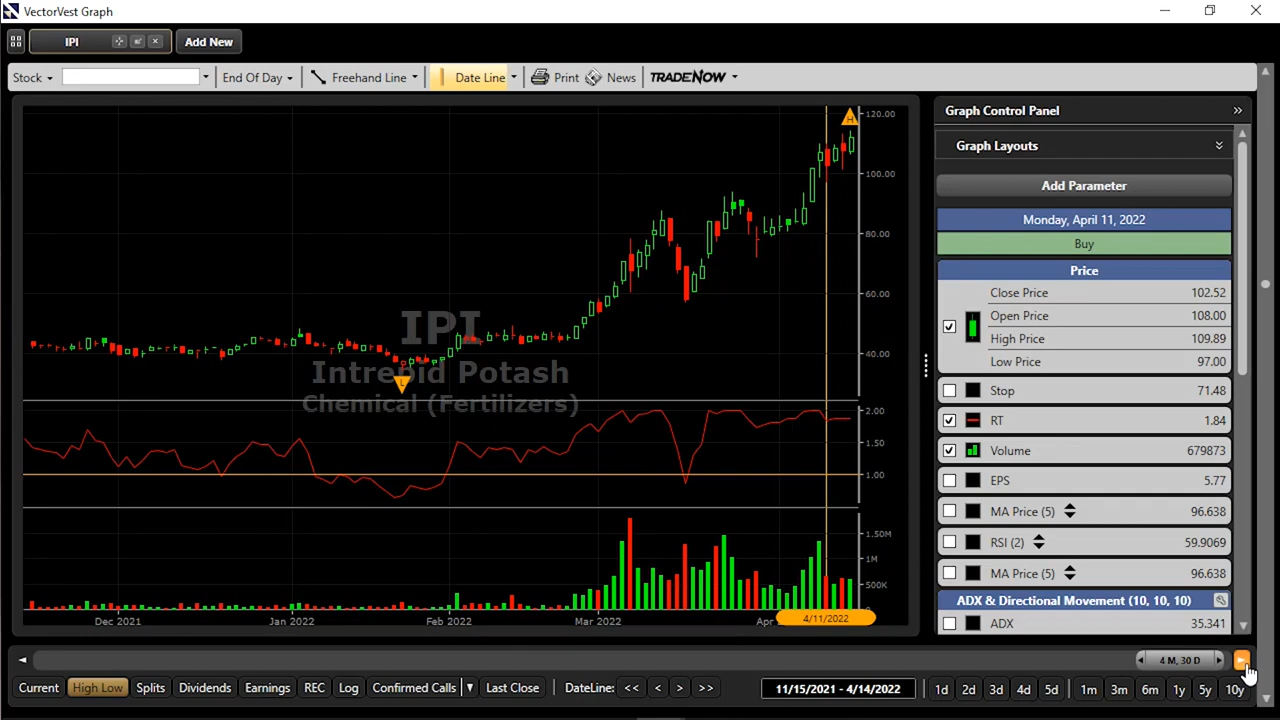 VectorVest Graph
IPI
Add New
Stock
End Of Day
Freehand Line
Date Line
Print
News
TRADENOW
Graph Control Panel
Graph Layouts
Add Parameter
Monday, April 11, 2022
Buy
Price
Close Price 102.52
Open Price 108.00
High Price 109.89
Low Price 97.00
Stop 71.48
RT 1.84
Volume 679873
EPS 5.77
MA Price (5) 96.638
RSI (2) 59.9069
MA Price (5) 96.638
ADX & Directional Movement (10, 10, 10)
ADX 35.341
H
120.00
100.00
80.00
60.00
40.00
IPI
Intrepid Potash
Chemical (Fertilizers)
L
2.00
1.50
1.00
1.50M
1M
500K
0
Dec 2021 Jan 2022 Feb 2022 Mar 2022 Apr 4/11/2022
4 M, 30 D
Current High Low Splits Dividends Earnings REC Log Confirmed Calls Last Close DateLine: << < > >> 11/15/2021 - 4/14/2022 1d 2d 3d 4d 5d 1m 3m 6m 1y 5y 10y